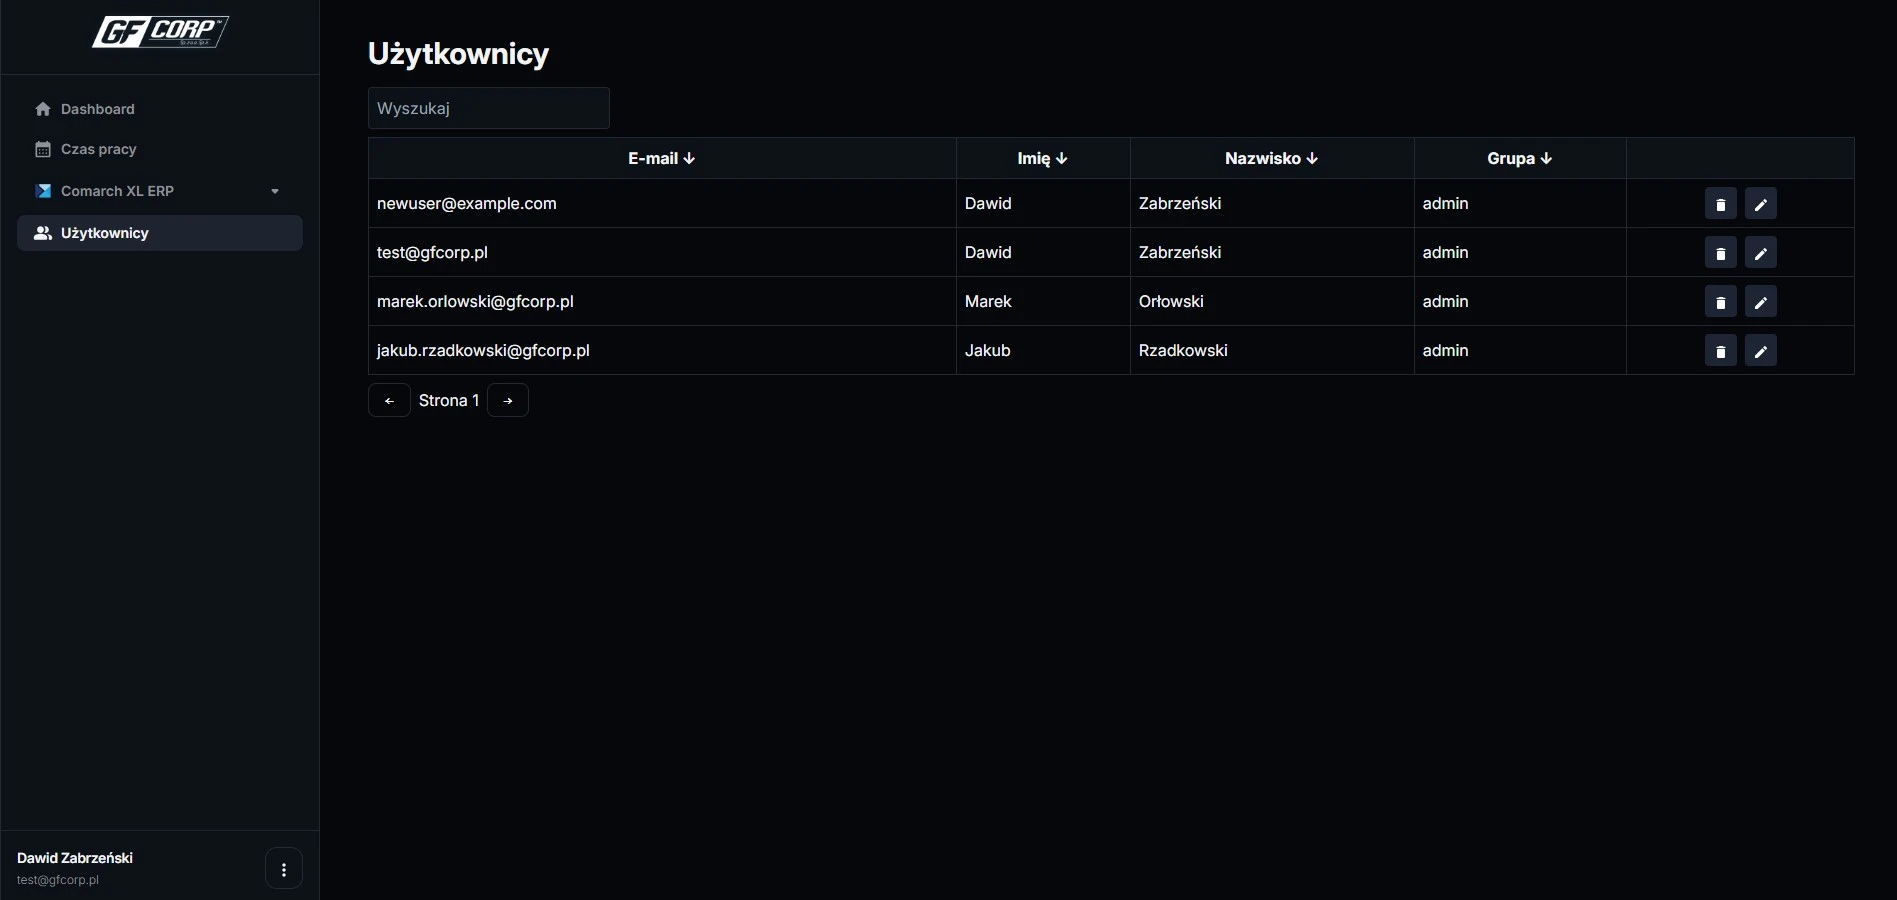 GF CORP™
Dashboard
Czas pracy
Comarch XL ERP
Użytkownicy
Dawid Zabrzeński
test@gfcorp.pl
Użytkownicy
Wyszukaj
E-mail ↓ Imię ↓ Nazwisko ↓ Grupa ↓
newuser@example.com Dawid Zabrzeński admin
test@gfcorp.pl Dawid Zabrzeński admin
marek.orlowski@gfcorp.pl Marek Orłowski admin
jakub.rzadkowski@gfcorp.pl Jakub Rzadkowski admin
← Strona 1 →